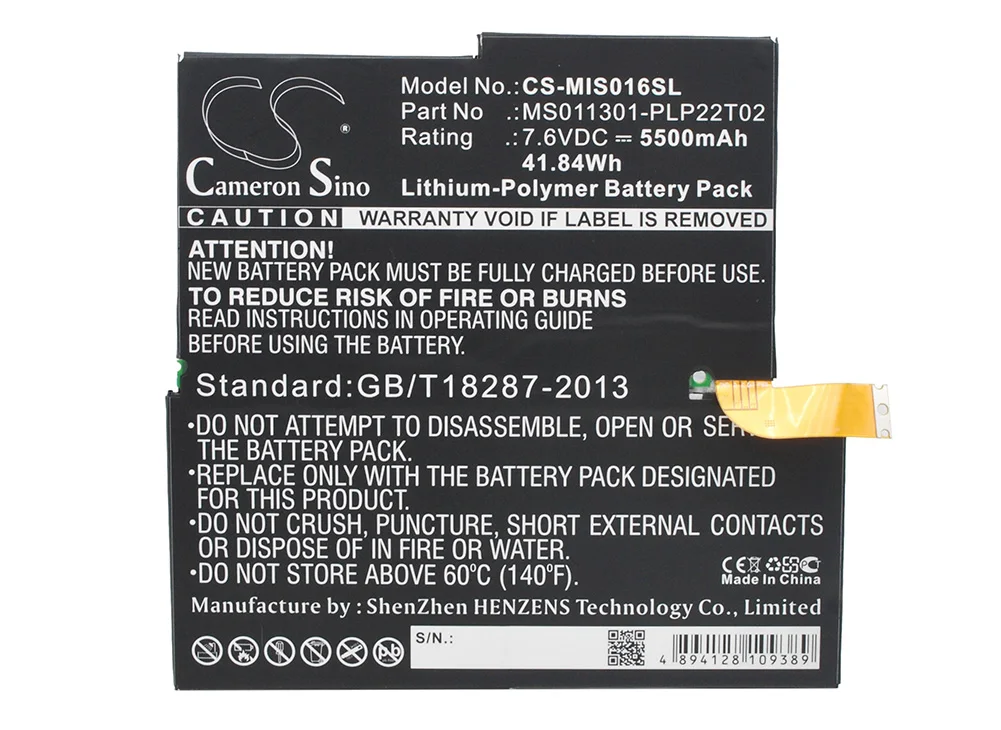 Cameron Sino
®
Model No.:CS-MIS016SL
Part No :MS011301-PLP22T02
Rating .:7.6VDC ⎓ 5500mAh
41.84Wh
Lithium-Polymer Battery Pack
CAUTION WARRANTY VOID IF LABEL IS REMOVED
ATTENTION!
NEW BATTERY PACK MUST BE FULLY CHARGED BEFORE USE.
TO REDUCE RISK OF FIRE OR BURNS
READ INSTRUCTIONS IN OPERATING GUIDE
BEFORE USING THE BATTERY.
Standard:GB/T18287-2013
•DO NOT ATTEMPT TO DISASSEMBLE, OPEN OR SER
THE BATTERY PACK.
•REPLACE ONLY WITH THE BATTERY PACK DESIGNATED
FOR THIS PRODUCT.
•DO NOT CRUSH, PUNCTURE, SHORT EXTERNAL CONTACTS
OR DISPOSE OF IN FIRE OR WATER.
•DO NOT STORE ABOVE 60ºC (140ºF).
CE
Made In China
Manufacture by : ShenZhen HENZENS Technology Co., Limited
Pb
S/N.:
4 894128 109389